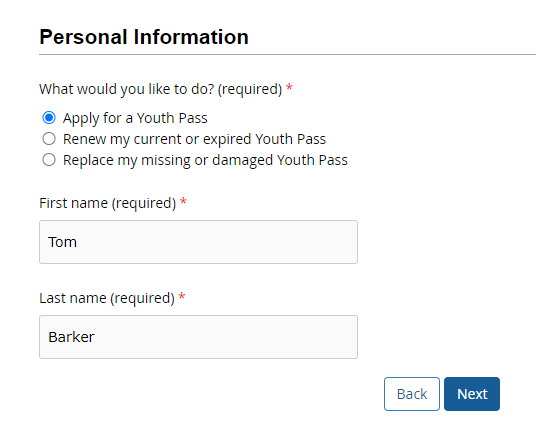 Personal Information
What would you like to do? (required) *
Apply for a Youth Pass
Renew my current or expired Youth Pass
Replace my missing or damaged Youth Pass
First name (required) *
Tom
Last name (required) *
Barker
Back Next